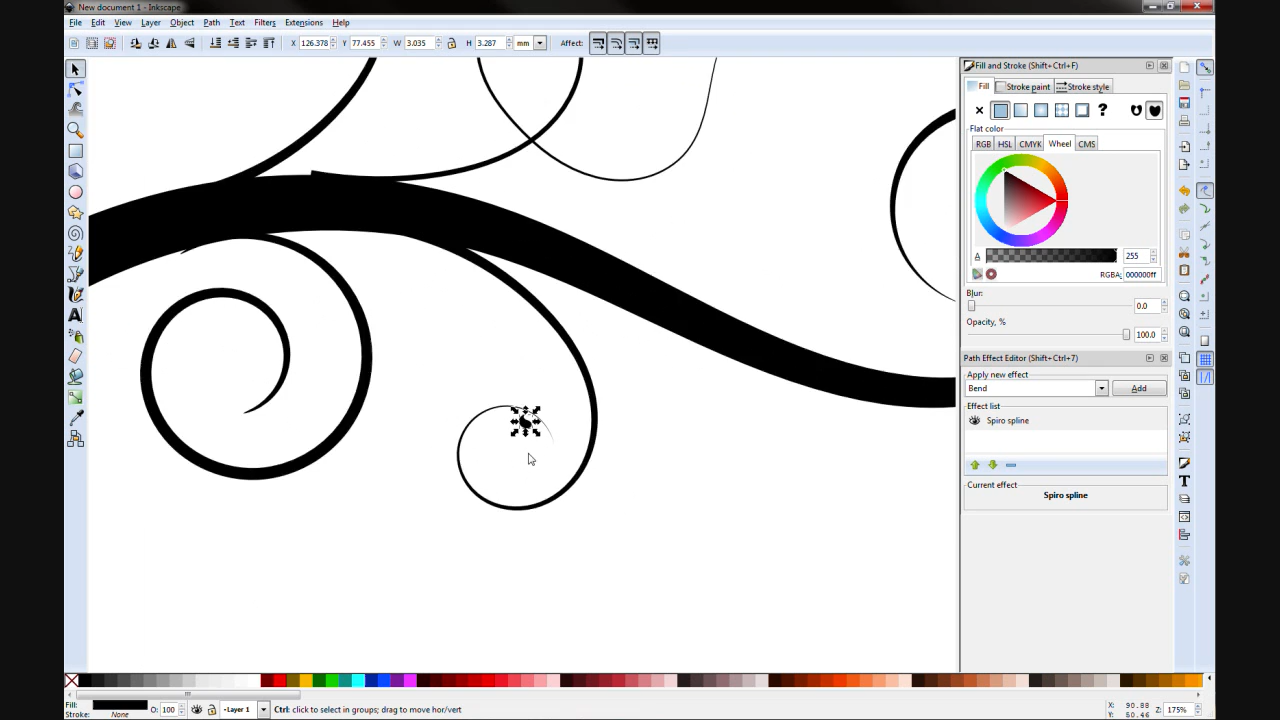 New document 1 - Inkscape
File Edit View Layer Object Path Text Filters Extensions Help
X 126.378 Y 77.455 W 3.035 H 3.287 mm Affect:
Fill and Stroke (Shift+Ctrl+F)
Fill Stroke paint Stroke style
?
Flat color
RGB HSL CMYK Wheel CMS
A 255
RGBA: 000000ff
Blur:
0.0
Opacity, %
100.0
Path Effect Editor (Shift+Ctrl+7)
Apply new effect
Bend Add
Effect list
Spiro spline
Current effect
Spiro spline
Fill:
Stroke: None
O: 100
Layer 1
Ctrl: click to select in groups; drag to move hor/vert
X: 90.88
Y: 50.46
Z: 175%